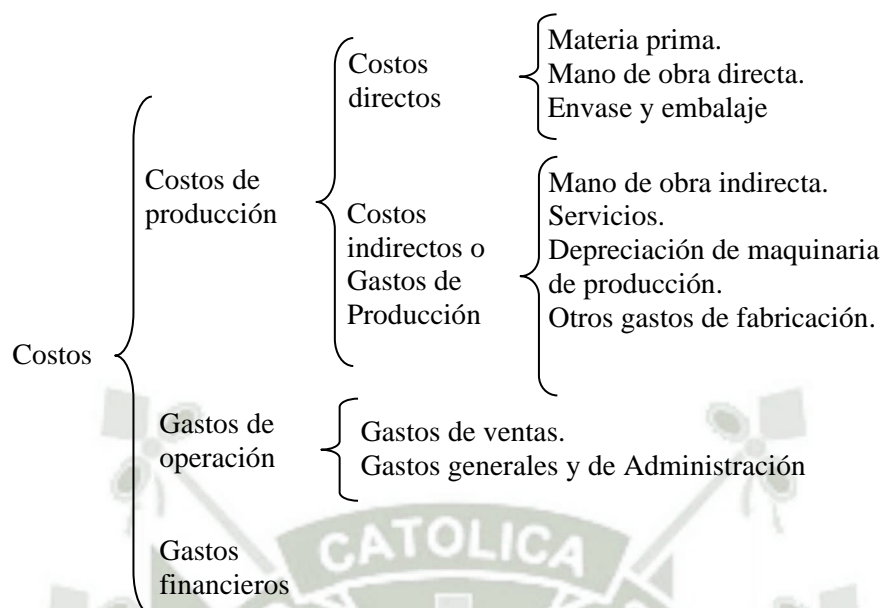 Costos
Costos de
producción
Costos
directos
Materia prima.
Mano de obra directa.
Envase y embalaje
Costos
indirectos o
Gastos de
Producción
Mano de obra indirecta.
Servicios.
Depreciación de maquinaria
de producción.
Otros gastos de fabricación.
Gastos de
operación
Gastos de ventas.
Gastos generales y de Administración
Gastos
financieros
CATOLICA